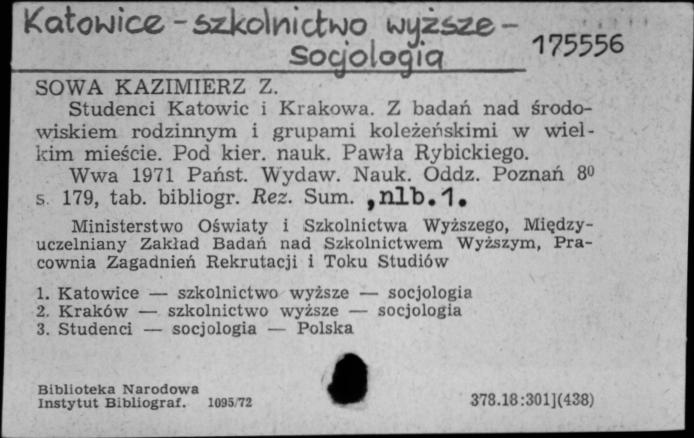 Katowice - szkolnictwo wyższe -
Socjologia
175556
SOWA KAZIMIERZ Z.
Studenci Katowic i Krakowa. Z badań nad środo-
wiskiem rodzinnym i grupami koleżeńskimi w wiel-
kim mieście. Pod kier. nauk. Pawła Rybickiego.
Wwa 1971 Państ. Wydaw. Nauk. Oddz. Poznań 8⁰
s. 179, tab. bibliogr. Rez. Sum. ,nlb.1.
Ministerstwo Oświaty i Szkolnictwa Wyższego, Między-
uczelniany Zakład Badań nad Szkolnictwem Wyższym, Pra-
cownia Zagadnień Rekrutacji i Toku Studiów
1. Katowice — szkolnictwo wyższe — socjologia
2. Kraków — szkolnictwo wyższe — socjologia
3. Studenci — socjologia — Polska
Biblioteka Narodowa
Instytut Bibliograf. 1095/72
378.18:301](438)